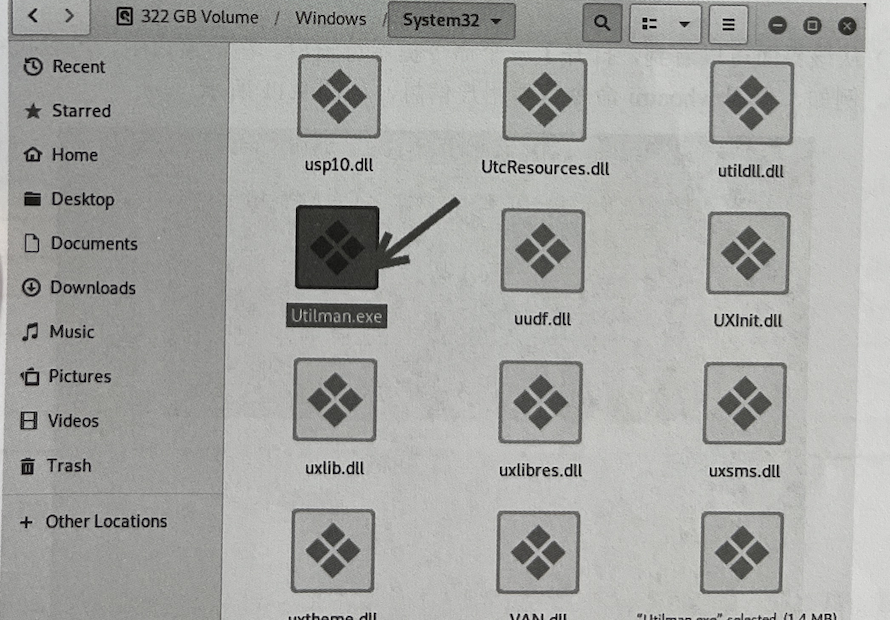 322 GB Volume / Windows / System32
Recent
Starred
Home
Desktop
Documents
Downloads
Music
Pictures
Videos
Trash
+ Other Locations
usp10.dll UtcResources.dll utildll.dll
Utilman.exe uudf.dll UXInit.dll
uxlib.dll uxlibres.dll uxsms.dll
uxtheme.dll VAN.dll "Utilman.exe" selected (1.4 MB)